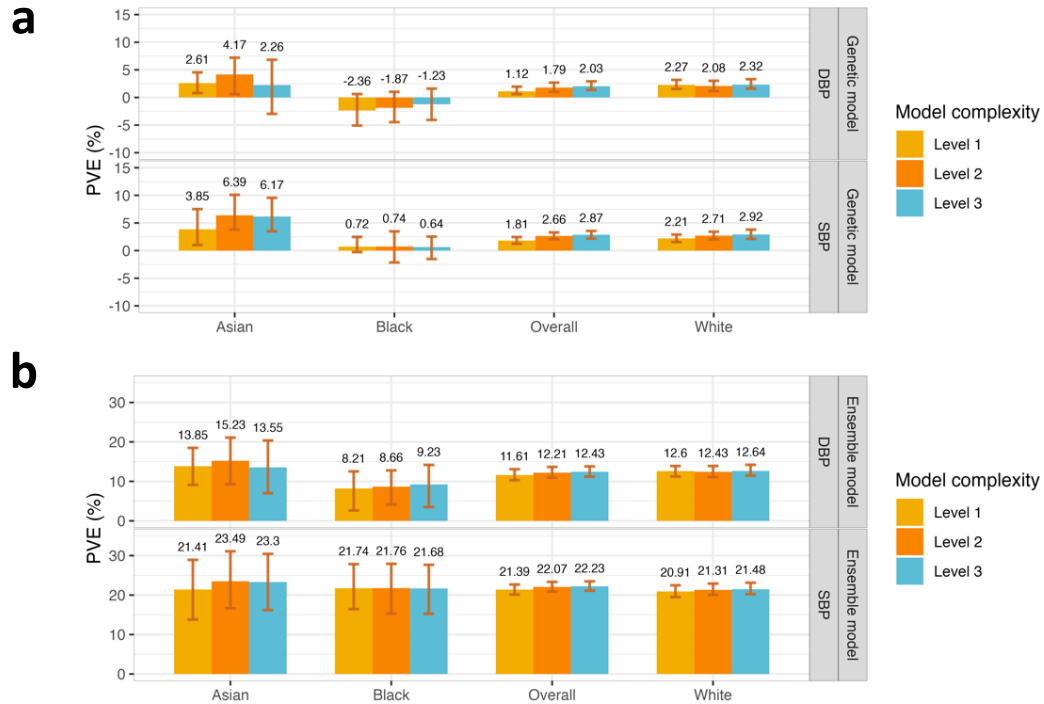 a
15
10
5
0
-5
-10
2.61 4.17 2.26
-2.36 -1.87 -1.23
1.12 1.79 2.03
2.27 2.08 2.32
DBP
Genetic model
PVE (%)
15
10
5
0
-5
-10
3.85 6.39 6.17
0.72 0.74 0.64
1.81 2.66 2.87
2.21 2.71 2.92
SBP
Genetic model
Asian Black Overall White
Model complexity
Level 1
Level 2
Level 3
b
30
20
10
0
13.85 15.23 13.55
8.21 8.66 9.23
11.61 12.21 12.43
12.6 12.43 12.64
DBP
Ensemble model
PVE (%)
30
20
10
0
21.41 23.49 23.3
21.74 21.76 21.68
21.39 22.07 22.23
20.91 21.31 21.48
SBP
Ensemble model
Asian Black Overall White
Model complexity
Level 1
Level 2
Level 3